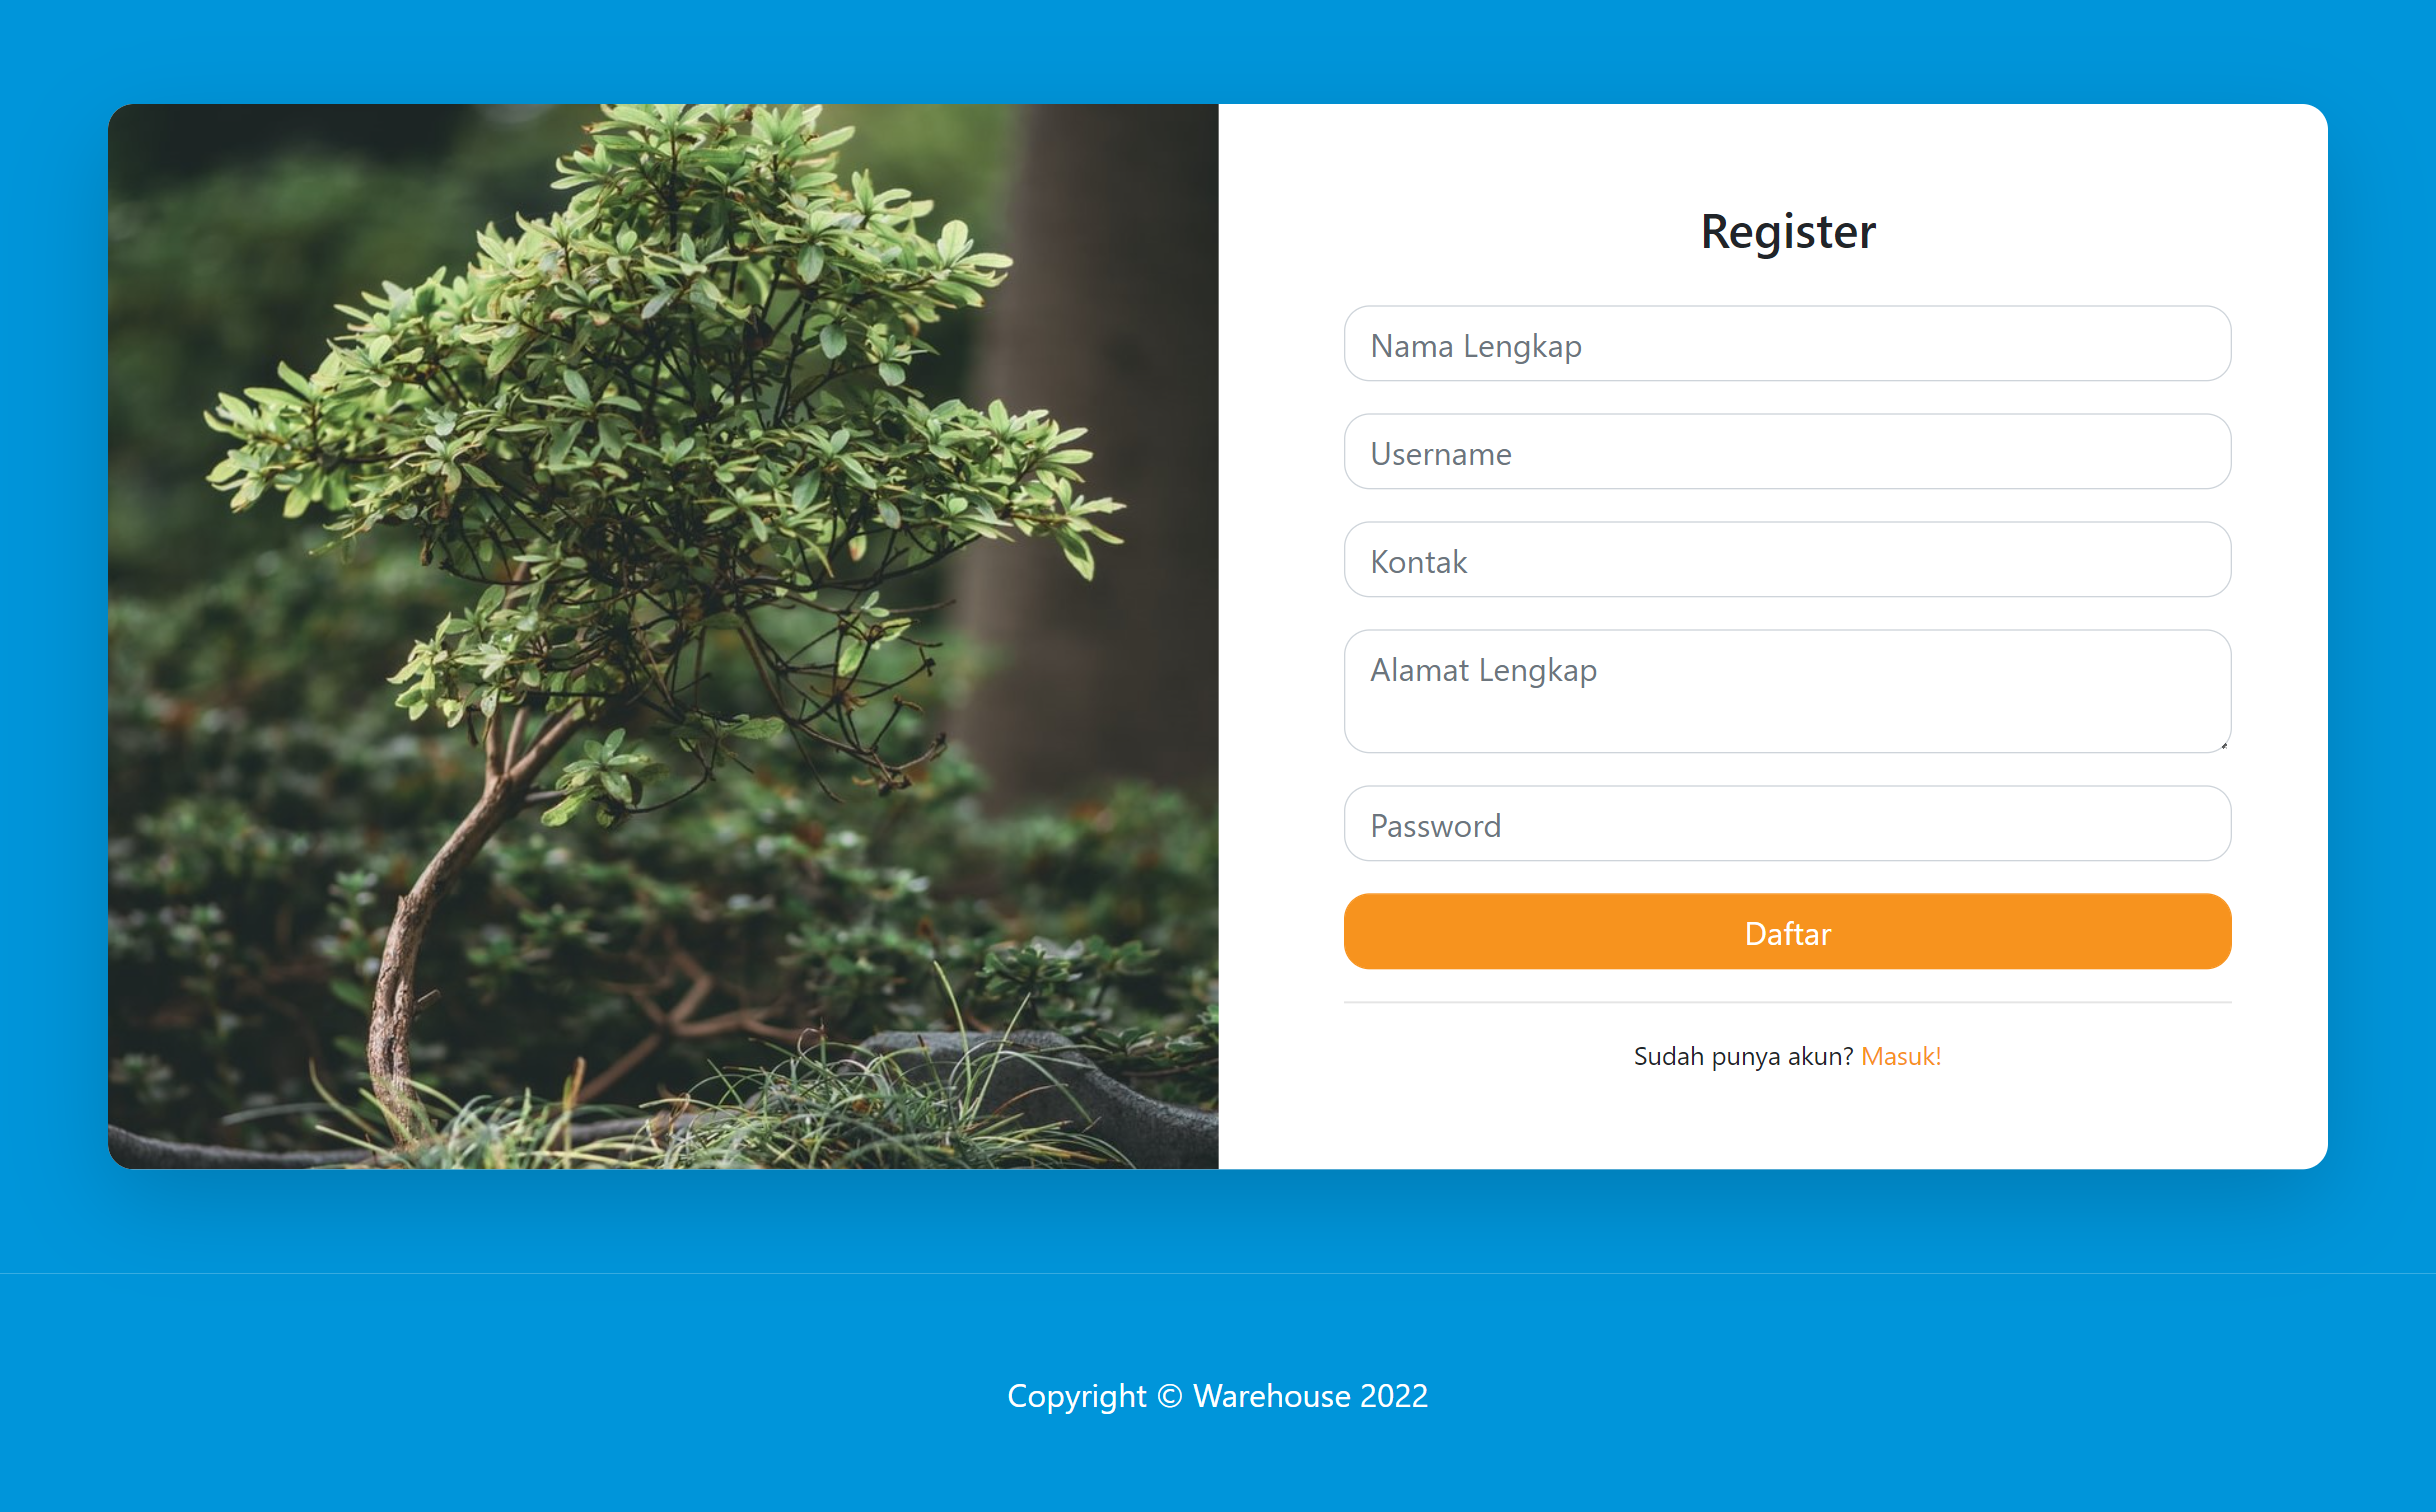 Register
Nama Lengkap
Username
Kontak
Alamat Lengkap
Password
Daftar
Sudah punya akun? Masuk!
Copyright © Warehouse 2022